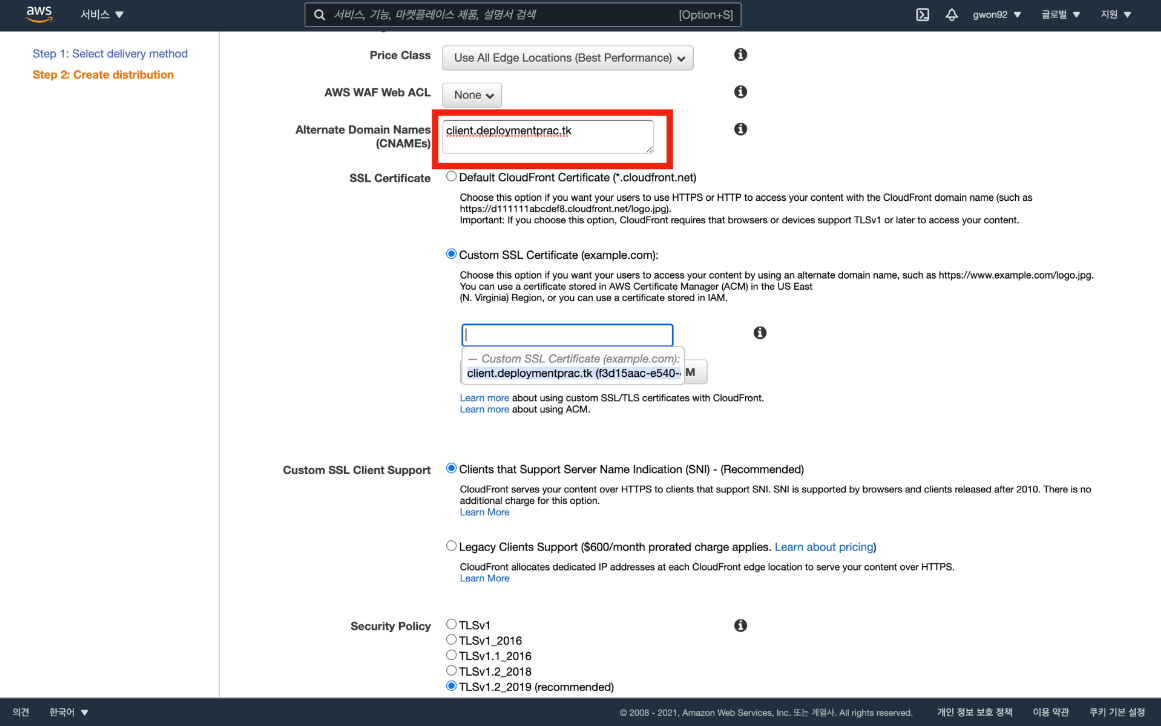 aws
서비스 ▼
서비스, 기능, 마켓플레이스 제품, 설명서 검색 [Option+S]
gwon92 ▼
글로벌 ▼
지원 ▼
Step 1: Select delivery method
Step 2: Create distribution
Price Class
Use All Edge Locations (Best Performance)
AWS WAF Web ACL
None
Alternate Domain Names
(CNAMEs)
client.deploymentprac.tk
SSL Certificate
Default CloudFront Certificate (*.cloudfront.net)
Choose this option if you want your users to use HTTPS or HTTP to access your content with the CloudFront domain name (such as
https://d111111abcdef8.cloudfront.net/logo.jpg).
Important: If you choose this option, CloudFront requires that browsers or devices support TLSv1 or later to access your content.
Custom SSL Certificate (example.com):
Choose this option if you want your users to access your content by using an alternate domain name, such as https://www.example.com/logo.jpg.
You can use a certificate stored in AWS Certificate Manager (ACM) in the US East
(N. Virginia) Region, or you can use a certificate stored in IAM.
— Custom SSL Certificate (example.com):
client.deploymentprac.tk (f3d15aac-e540-
M
Learn more about using custom SSL/TLS certificates with CloudFront.
Learn more about using ACM.
Custom SSL Client Support
Clients that Support Server Name Indication (SNI) - (Recommended)
CloudFront serves your content over HTTPS to clients that support SNI. SNI is supported by browsers and clients released after 2010. There is no
additional charge for this option.
Learn More
Legacy Clients Support ($600/month prorated charge applies. Learn about pricing)
CloudFront allocates dedicated IP addresses at each CloudFront edge location to serve your content over HTTPS.
Learn More
Security Policy
TLSv1
TLSv1_2016
TLSv1.1_2016
TLSv1.2_2018
TLSv1.2_2019 (recommended)
의견
한국어 ▼
© 2008 - 2021, Amazon Web Services, Inc. 또는 계열사. All rights reserved.
개인 정보 보호 정책
이용 약관
쿠키 기본 설정